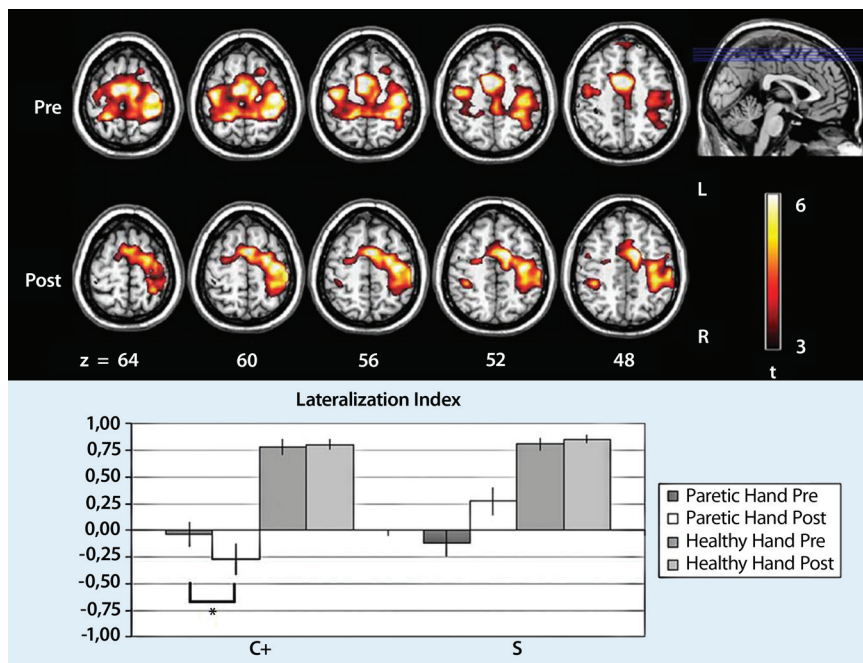 Pre
Post
L
R
6
3
t
z = 64 60 56 52 48
Lateralization Index
1,00
0,75
0,50
0,25
0,00
-0,25
-0,50
-0,75
-1,00
*
C+ S
Paretic Hand Pre
Paretic Hand Post
Healthy Hand Pre
Healthy Hand Post